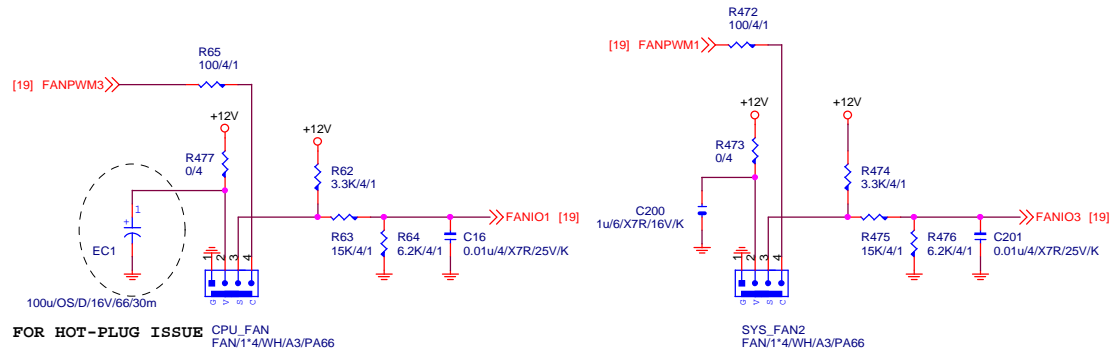 R65
100/4/1
[19] FANPWM3
+12V
R477
0/4
+12V
R62
3.3K/4/1
1
+
EC1
100u/OS/D/16V/66/30m
R63
15K/4/1
R64
6.2K/4/1
C16
0.01u/4/X7R/25V/K
FANIO1 [19]
1
2
3
4
G
V
S
C
FOR HOT-PLUG ISSUE
CPU_FAN
FAN/1*4/WH/A3/PA66
R472
100/4/1
[19] FANPWM1
+12V
R473
0/4
+12V
R474
3.3K/4/1
C200
1u/6/X7R/16V/K
R475
15K/4/1
R476
6.2K/4/1
C201
0.01u/4/X7R/25V/K
FANIO3 [19]
1
2
3
4
G
V
S
C
SYS_FAN2
FAN/1*4/WH/A3/PA66